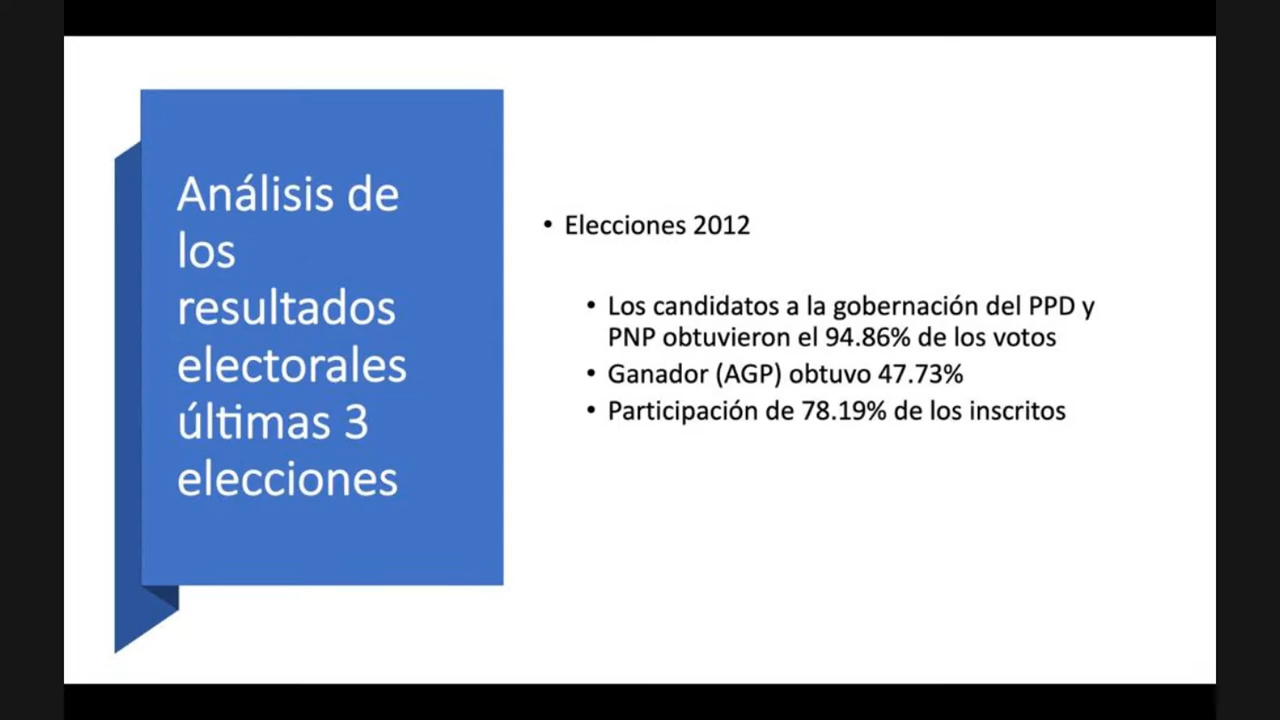 Análisis de
los
resultados
electorales
últimas 3
elecciones
• Elecciones 2012
• Los candidatos a la gobernación del PPD y
PNP obtuvieron el 94.86% de los votos
• Ganador (AGP) obtuvo 47.73%
• Participación de 78.19% de los inscritos